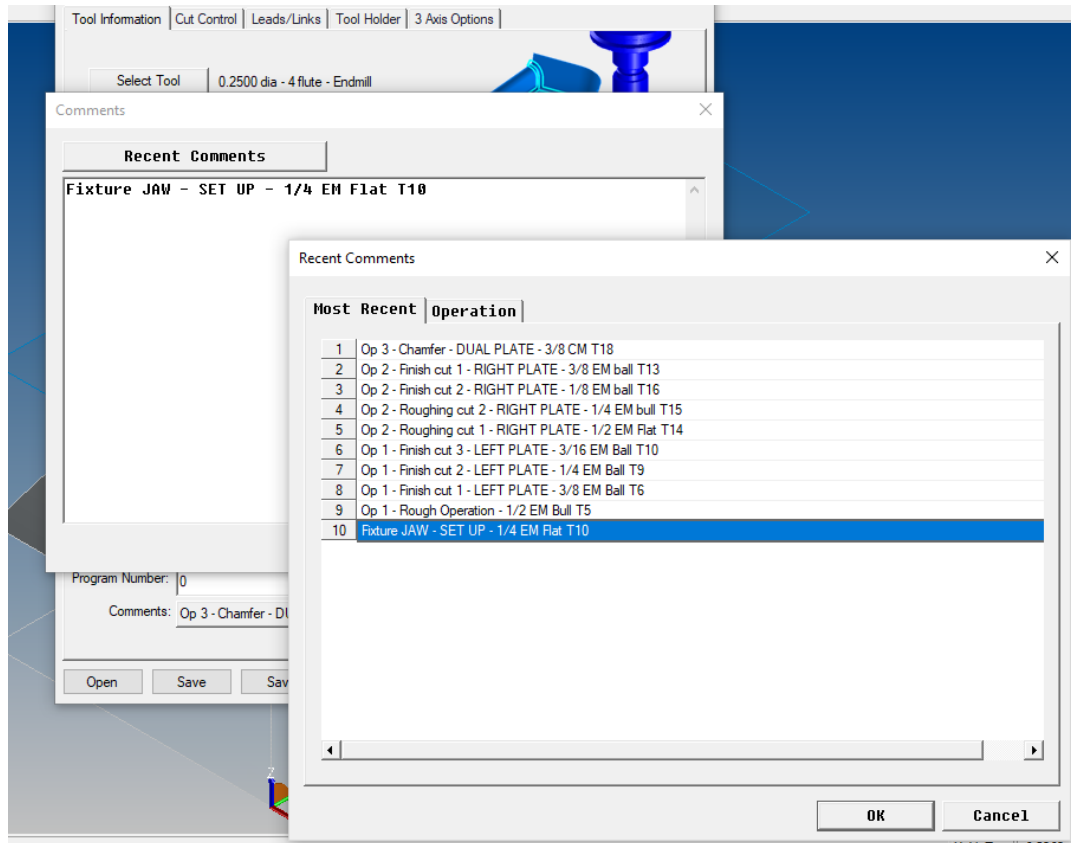 Tool Information Cut Control Leads/Links Tool Holder 3 Axis Options
Select Tool 0.2500 dia - 4 flute - Endmill
Comments
Recent Comments
Fixture JAW - SET UP - 1/4 EM Flat T10
Recent Comments
Most Recent Operation
1 Op 3 - Chamfer - DUAL PLATE - 3/8 CM T18
2 Op 2 - Finish cut 1 - RIGHT PLATE - 3/8 EM ball T13
3 Op 2 - Finish cut 2 - RIGHT PLATE - 1/8 EM ball T16
4 Op 2 - Roughing cut 2 - RIGHT PLATE - 1/4 EM bull T15
5 Op 2 - Roughing cut 1 - RIGHT PLATE - 1/2 EM Flat T14
6 Op 1 - Finish cut 3 - LEFT PLATE - 3/16 EM Ball T10
7 Op 1 - Finish cut 2 - LEFT PLATE - 1/4 EM Ball T9
8 Op 1 - Finish cut 1 - LEFT PLATE - 3/8 EM Ball T6
9 Op 1 - Rough Operation - 1/2 EM Bull T5
10 Fixture JAW - SET UP - 1/4 EM Flat T10
Program Number: 0
Comments: Op 3 - Chamfer -
Open Save Sav
Z
OK Cancel